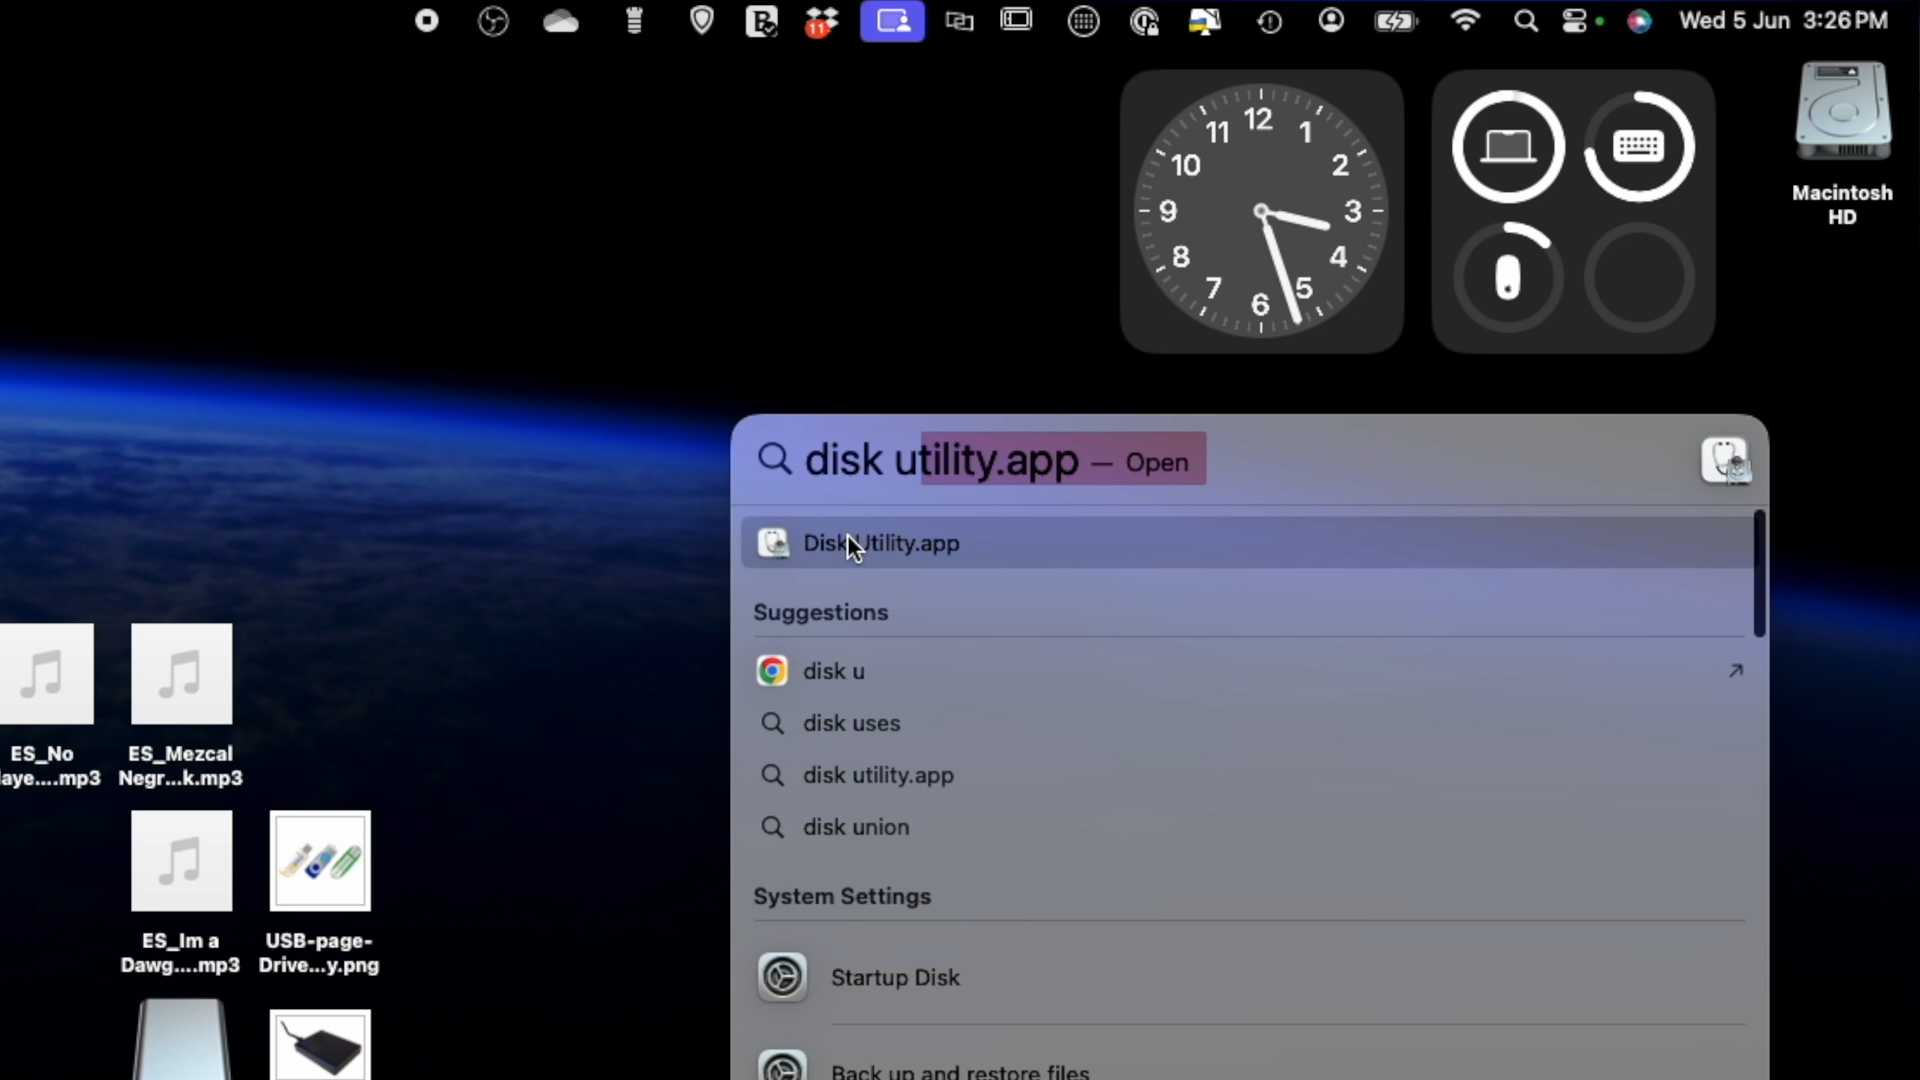 11
Wed 5 Jun 3:26 PM
12
11 1
10 2
9 3
8 4
7 5
6
Macintosh
HD
disk utility.app — Open
Disk Utility.app
Suggestions
disk u
disk uses
disk utility.app
disk union
System Settings
Startup Disk
Back up and restore files
ES_No
aye....mp3
ES_Mezcal
Negr...k.mp3
ES_Im a
Dawg....mp3
USB-page-
Drive...y.png